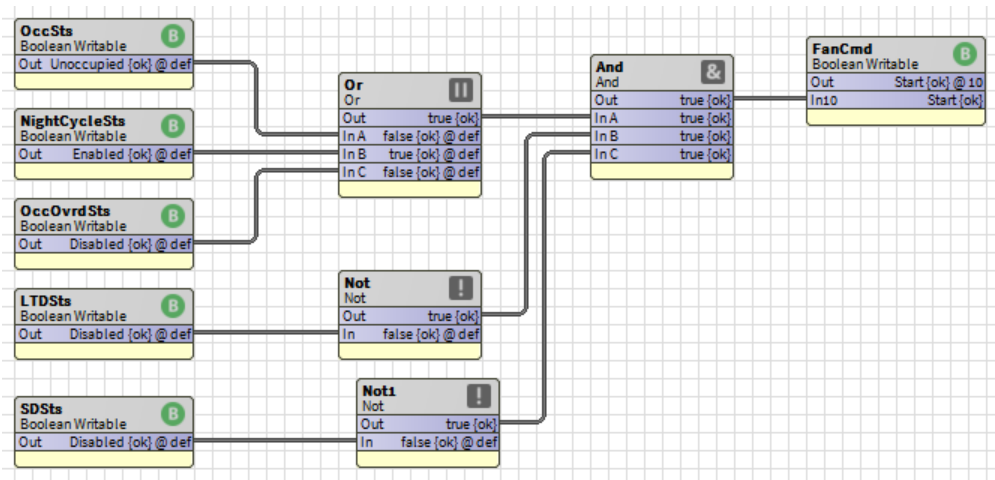 OccSts
Boolean Writable
B
Out Unoccupied {ok} @ def
NightCycleSts
Boolean Writable
B
Out Enabled {ok} @ def
OccOvrdSts
Boolean Writable
B
Out Disabled {ok} @ def
LTDSts
Boolean Writable
B
Out Disabled {ok} @ def
SDSts
Boolean Writable
B
Out Disabled {ok} @ def
Or
Or
Out true {ok}
In A false {ok} @ def
In B true {ok} @ def
In C false {ok} @ def
Not
Not
!
Out true {ok}
In false {ok} @ def
Not1
Not
!
Out true {ok}
In false {ok} @ def
And
And
&
Out true {ok}
In A true {ok}
In B true {ok}
In C true {ok}
FanCmd
Boolean Writable
B
Out Start {ok} @ 10
In10 Start {ok}